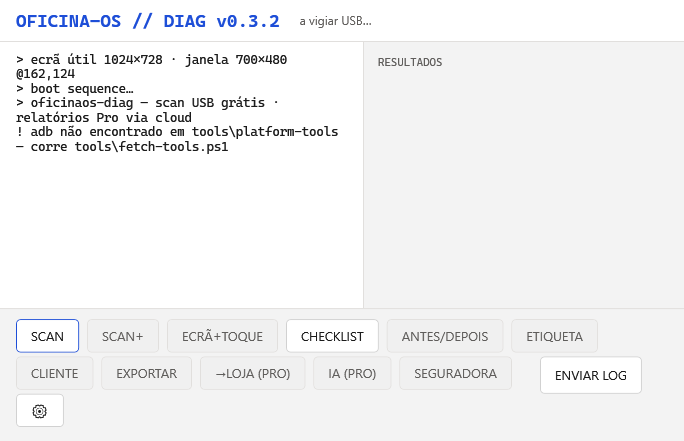 OFICINA-OS // DIAG v0.3.2 a vigiar USB...
> ecrã útil 1024×728 · janela 700×480
@162,124
> boot sequence…
> oficinaos-diag — scan USB grátis ·
relatórios Pro via cloud
! adb não encontrado em tools\platform-tools
— corre tools\fetch-tools.ps1
RESULTADOS
SCAN SCAN+ ECRÃ+TOQUE CHECKLIST ANTES/DEPOIS ETIQUETA
CLIENTE EXPORTAR →LOJA (PRO) IA (PRO) SEGURADORA ENVIAR LOG